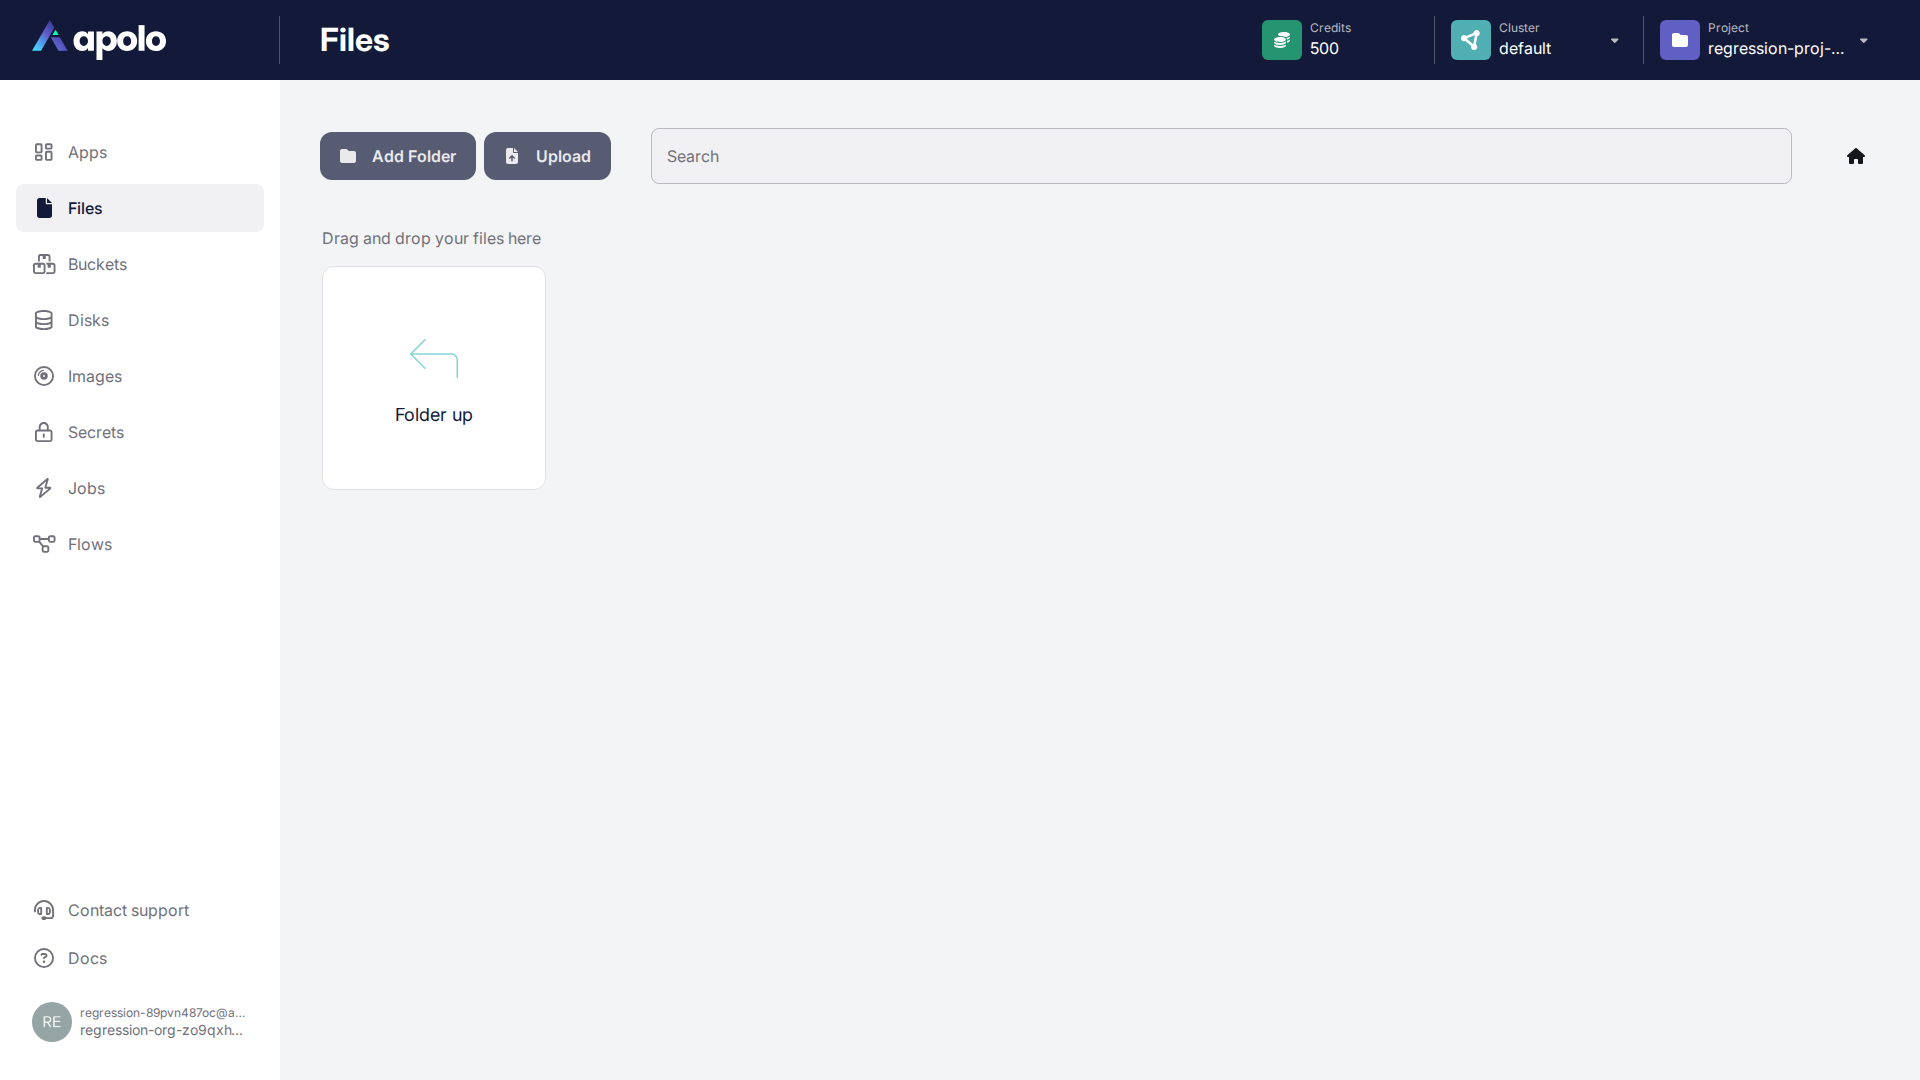 apolo
Files
Credits
500
Cluster
default
Project
regression-proj-...
Apps
Files
Buckets
Disks
Images
Secrets
Jobs
Flows
Add Folder
Upload
Search
Drag and drop your files here
Folder up
Contact support
Docs
RE
regression-89pvn487oc@a...
regression-org-zo9qxh...